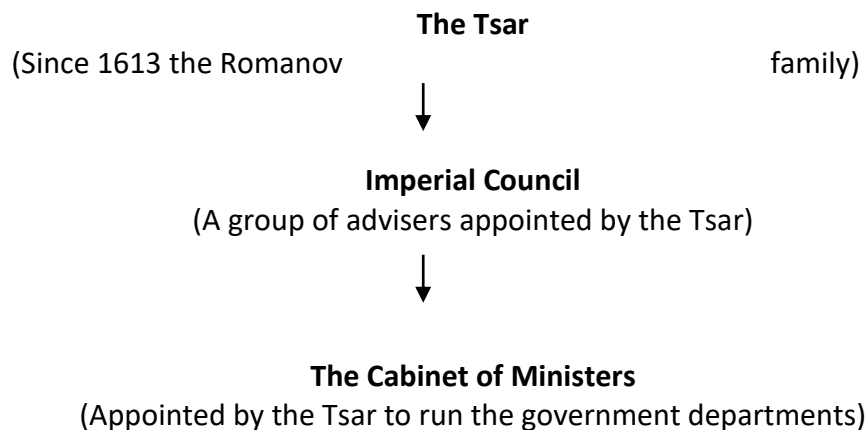 The Tsar
(Since 1613 the Romanov family)
Imperial Council
(A group of advisers appointed by the Tsar)
The Cabinet of Ministers
(Appointed by the Tsar to run the government departments)